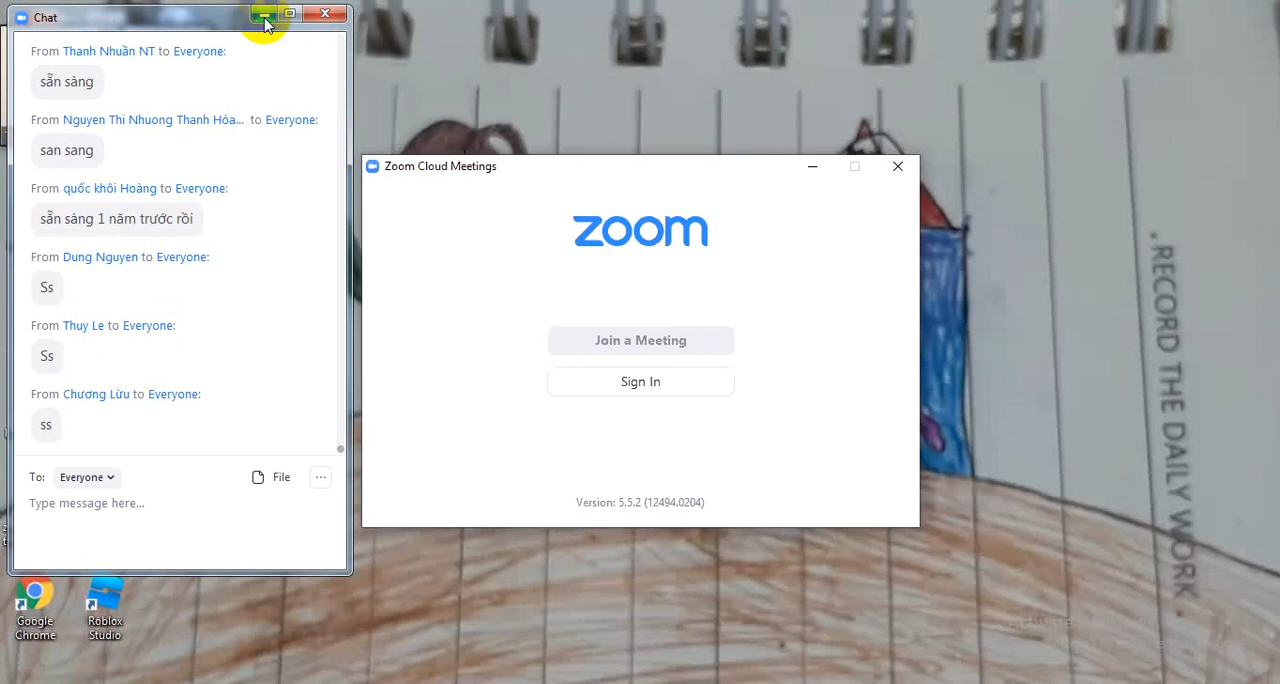 Chat
From Thanh Nhuần NT to Everyone:
sẵn sàng
From Nguyen Thi Nhuong Thanh Hóa... to Everyone:
san sang
From quốc khôi Hoàng to Everyone:
sẵn sàng 1 năm trước rồi
From Dung Nguyen to Everyone:
Ss
From Thuy Le to Everyone:
Ss
From Chương Lừu to Everyone:
ss
To: Everyone
File
Type message here...
Google
Chrome
Roblox
Studio
Zoom Cloud Meetings
zoom
Join a Meeting
Sign In
Version: 5.5.2 (12494.0204)
. RECORD THE DAILY WORK .